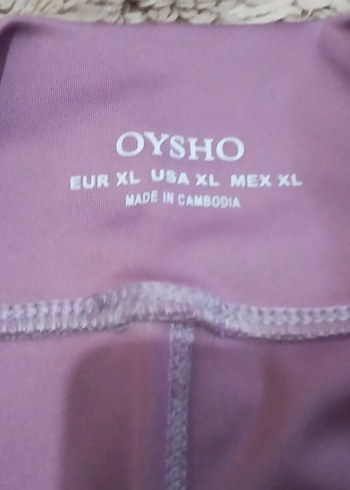 OYSHO
EUR XL USA XL MEX XL
MADE IN CAMBODIA